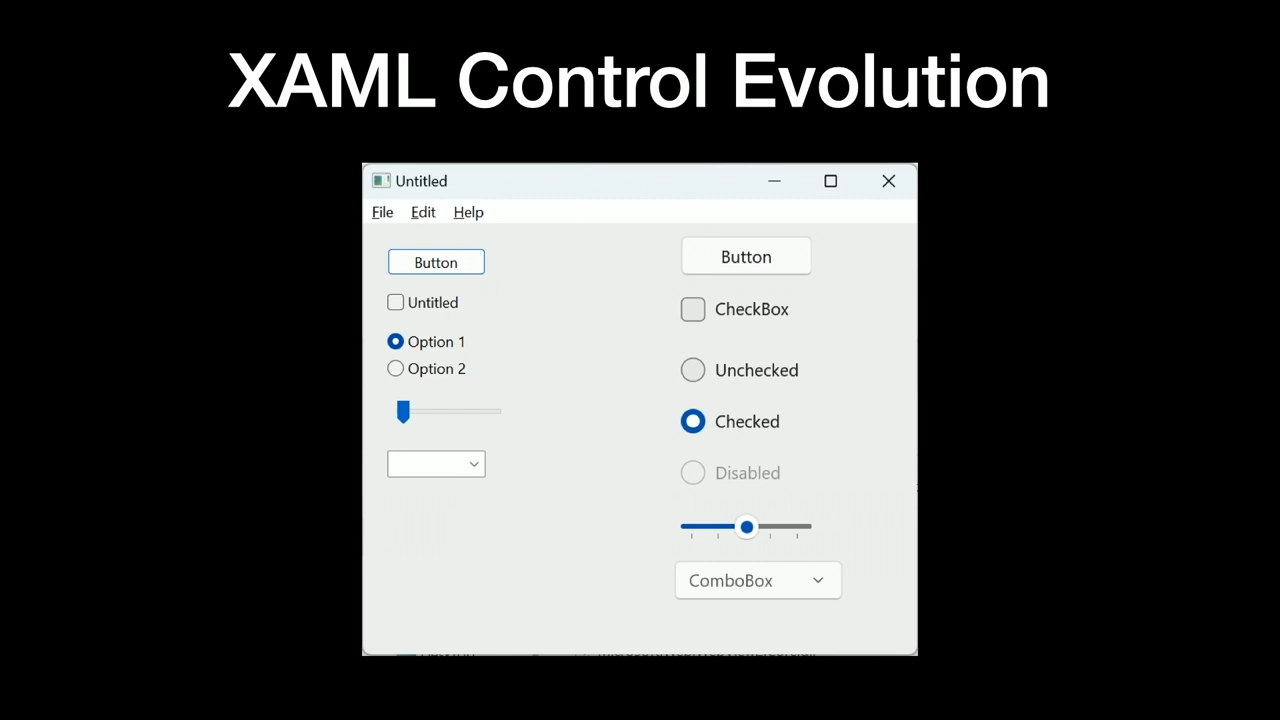 XAML Control Evolution
Untitled
File Edit Help
Button
Untitled
Option 1
Option 2
Button
CheckBox
Unchecked
Checked
Disabled
ComboBox